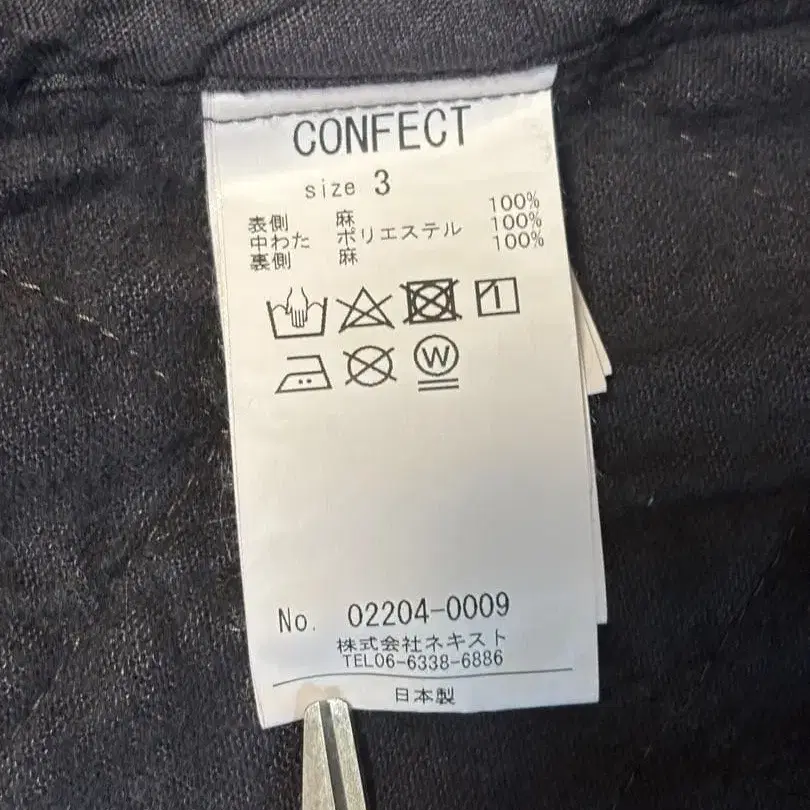 CONFECT
size 3
表側 麻 100%
中わた ポリエステル 100%
裏側 麻 100%
W
No. 02204-0009
株式会社ネキスト
TEL06-6338-6886
日本製